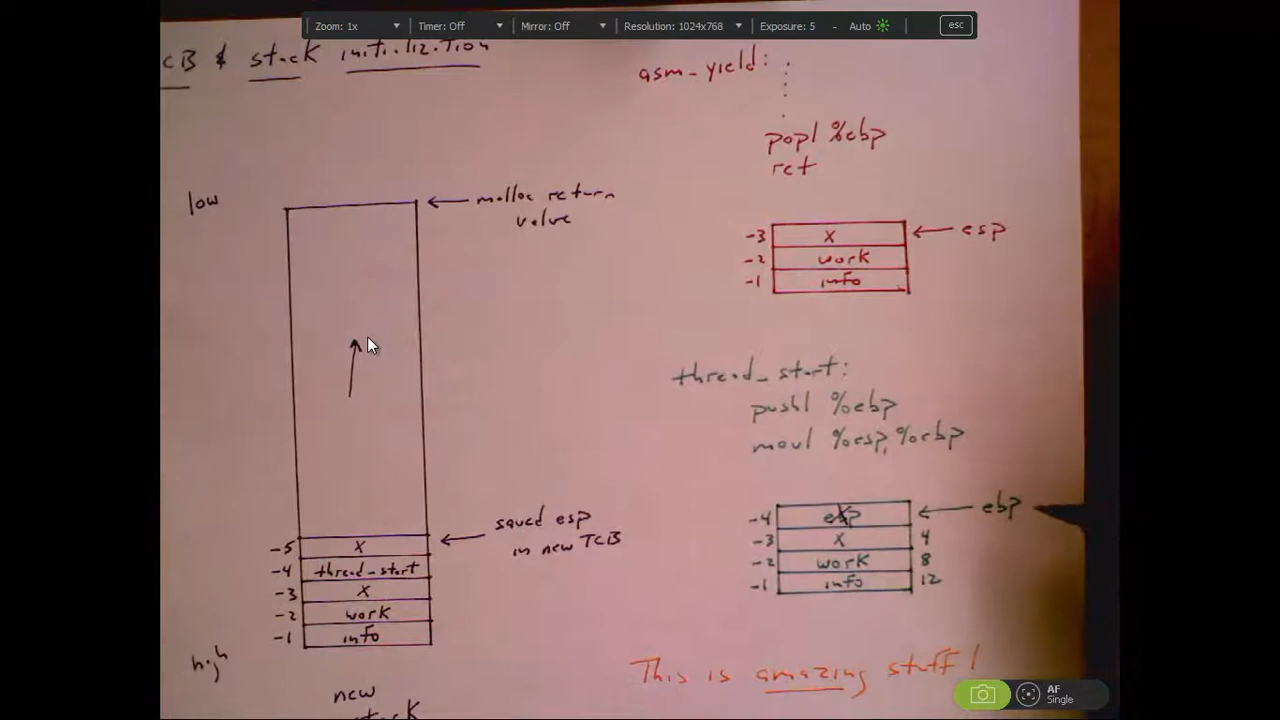 Zoom: 1x Timer: Off Mirror: Off Resolution: 1024x768 Exposure: 5 - Auto esc
CB & stack initilization
low
malloc return
value
saved esp
in new TCB
-5 X
-4 thread_start
-3 X
-2 work
-1 info
high
new
stack
asm_yield:
popl %ebp
ret
-3 X esp
-2 work
-1 info
thread_start:
pushl %ebp
movl %esp, %ebp
-4 ebp
-3 X 4
-2 work 8
-1 info 12
This is amazing stuff!
AF
Single